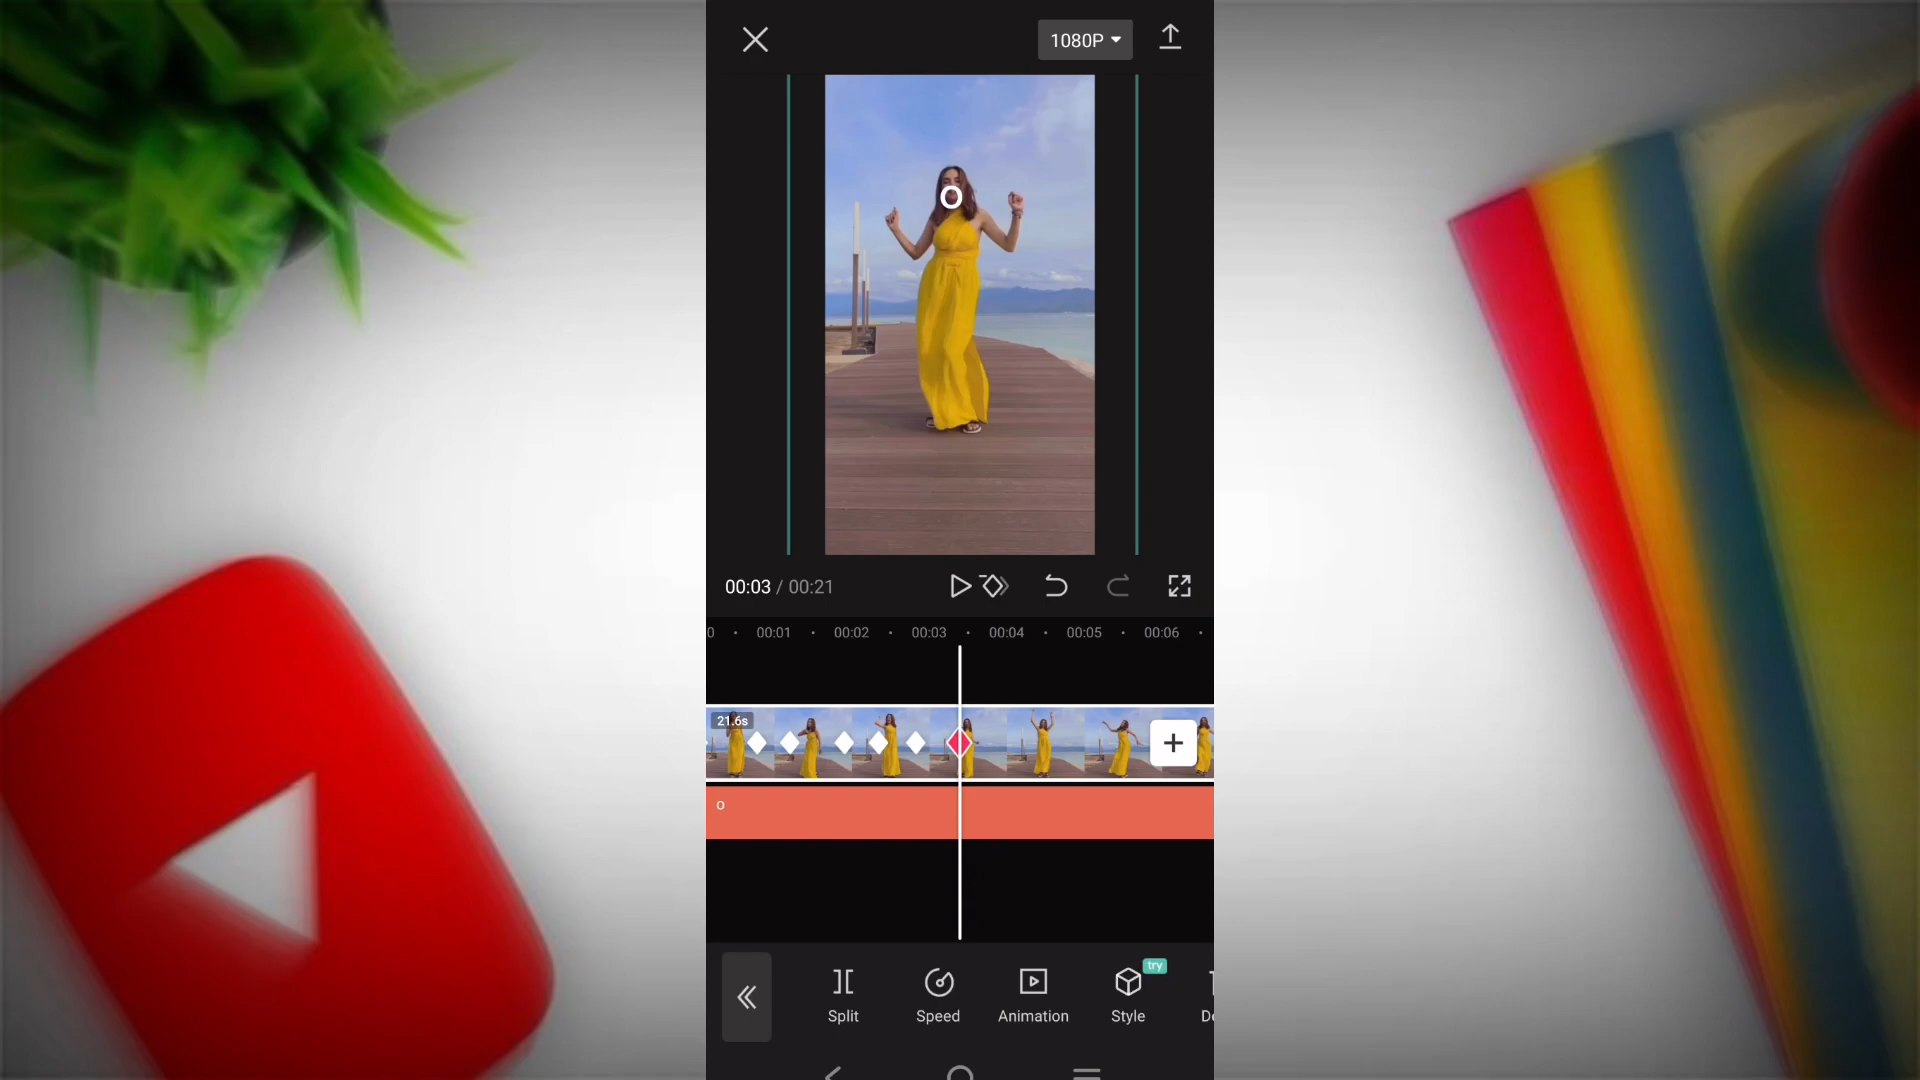 1080P
O
00:03 / 00:21
0 00:01 00:02 00:03 00:04 00:05 00:06
21.6s
o
try
Split Speed Animation Style De